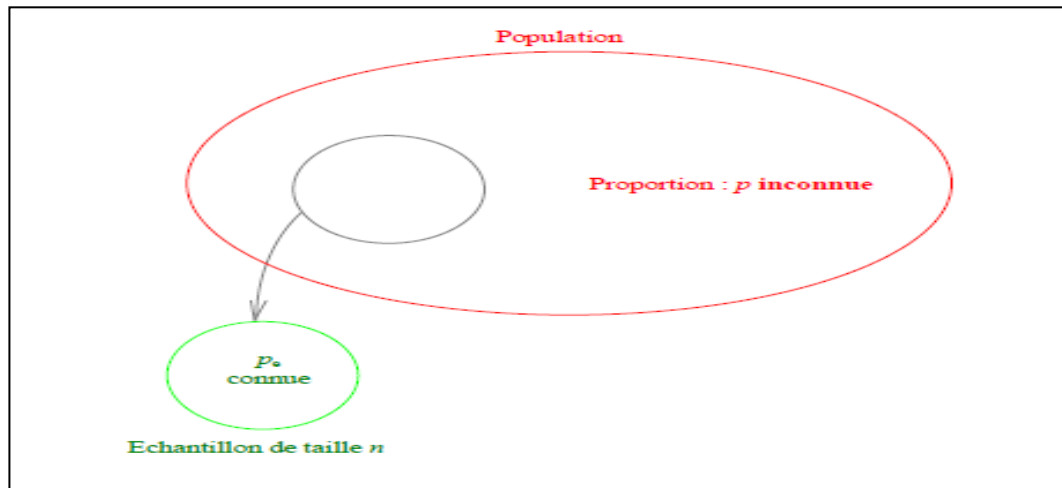 Population
Proportion : p inconnue
pe
connue
Echantillon de taille n